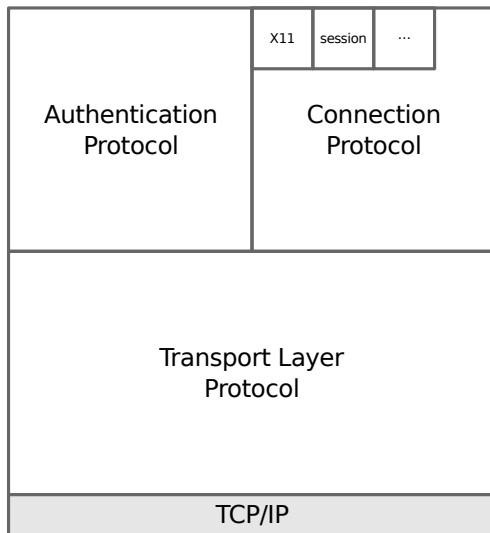 X11 session ...
Authentication Connection
Protocol Protocol
Transport Layer
Protocol
TCP/IP